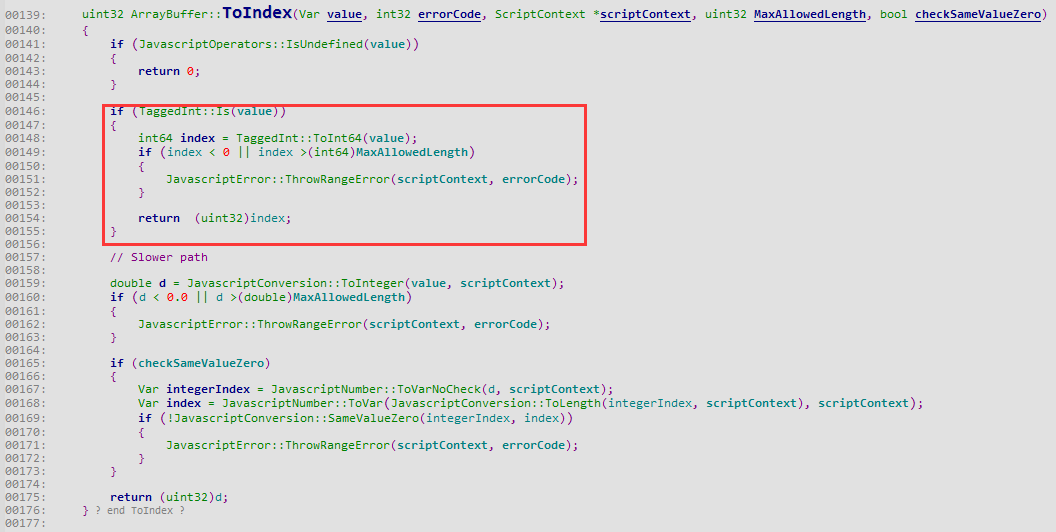 00139: uint32 ArrayBuffer::ToIndex(Var value, int32 errorCode, ScriptContext *scriptContext, uint32 MaxAllowedLength, bool checkSameValueZero)
00140: {
00141: if (JavascriptOperators::IsUndefined(value))
00142: {
00143: return 0;
00144: }
00145:
00146: if (TaggedInt::Is(value))
00147: {
00148: int64 index = TaggedInt::ToInt64(value);
00149: if (index < 0 || index >(int64)MaxAllowedLength)
00150: {
00151: JavascriptError::ThrowRangeError(scriptContext, errorCode);
00152: }
00153:
00154: return (uint32)index;
00155: }
00156:
00157: // Slower path
00158:
00159: double d = JavascriptConversion::ToInteger(value, scriptContext);
00160: if (d < 0.0 || d >(double)MaxAllowedLength)
00161: {
00162: JavascriptError::ThrowRangeError(scriptContext, errorCode);
00163: }
00164:
00165: if (checkSameValueZero)
00166: {
00167: Var integerIndex = JavascriptNumber::ToVarNoCheck(d, scriptContext);
00168: Var index = JavascriptNumber::ToVar(JavascriptConversion::ToLength(integerIndex, scriptContext), scriptContext);
00169: if (!JavascriptConversion::SameValueZero(integerIndex, index))
00170: {
00171: JavascriptError::ThrowRangeError(scriptContext, errorCode);
00172: }
00173: }
00174:
00175: return (uint32)d;
00176: } ? end ToIndex ?
00177: